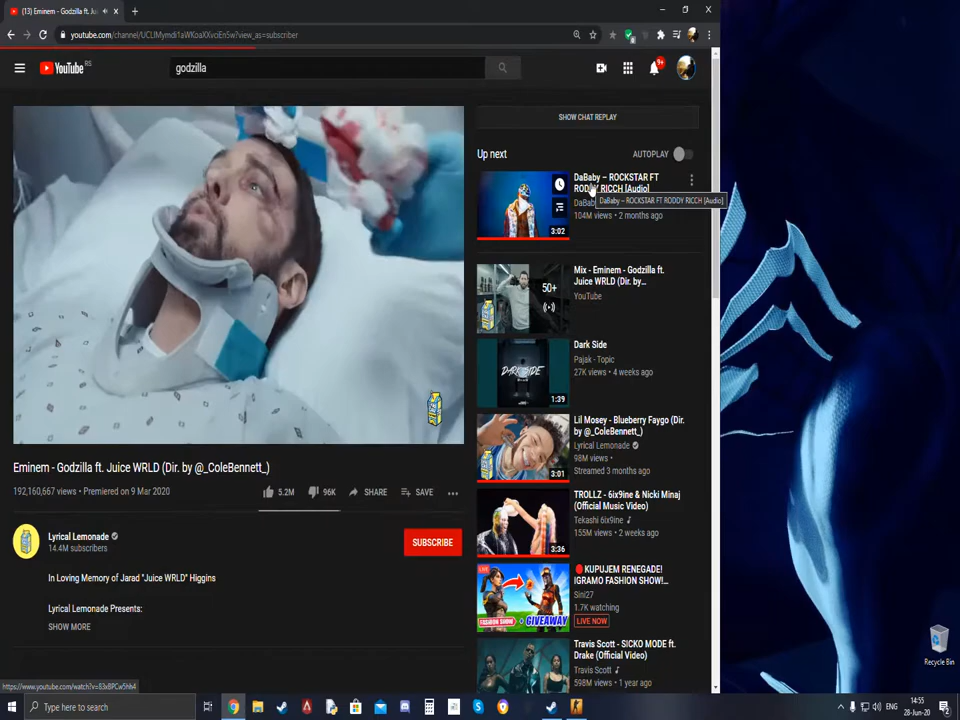 (13) Eminem - Godzilla ft. Ju
youtube.com/channel/UCLlMymdi1aWKoaXXvciEn5w?view_as=subscriber
YouTube RS
godzilla
9+
SHOW CHAT REPLAY
Up next
AUTOPLAY
DaBaby – ROCKSTAR FT
RODDY RICCH [Audio]
DaBaby – ROCKSTAR FT RODDY RICCH [Audio]
DaBab
104M views • 2 months ago
3:02
Mix - Eminem - Godzilla ft.
Juice WRLD (Dir. by...
YouTube
50+
Dark Side
Pajak - Topic
27K views • 4 weeks ago
DARK SIDE
1:39
Lil Mosey - Blueberry Faygo (Dir.
by @_ColeBennett_)
Lyrical Lemonade
98M views •
Streamed 3 months ago
3:01
TROLLZ - 6ix9ine & Nicki Minaj
(Official Music Video)
Tekashi 6ix9ine
155M views • 2 weeks ago
3:36
KUPUJEM RENEGADE!
IGRAMO FASHION SHOW!...
Sini27
1.7K watching
LIVE NOW
LIVE
FASHION SHOW
GIVEAWAY
Travis Scott - SICKO MODE ft.
Drake (Official Video)
Travis Scott
598M views • 1 year ago
Eminem - Godzilla ft. Juice WRLD (Dir. by @_ColeBennett_)
192,160,667 views • Premiered on 9 Mar 2020
5.2M
96K
SHARE
SAVE
Lyrical Lemonade
14.4M subscribers
SUBSCRIBE
In Loving Memory of Jarad "Juice WRLD" Higgins
Lyrical Lemonade Presents:
SHOW MORE
Recycle Bin
Type here to search
14:55
28-Jun-20
2